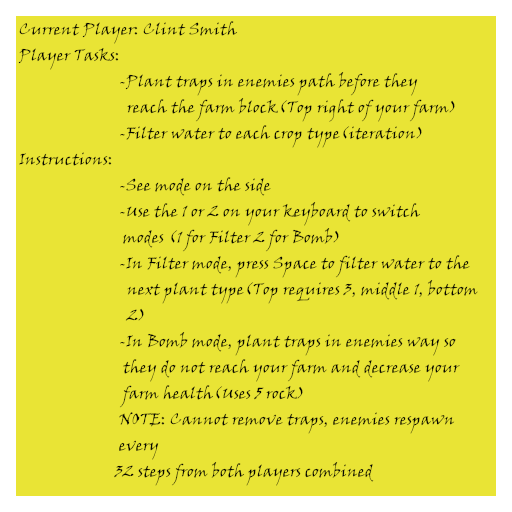 Current Player: Clint Smith
Player Tasks:
-Plant traps in enemies path before they
reach the farm block (Top right of your farm)
-Filter water to each crop type (iteration)
Instructions:
-See mode on the side
-Use the 1 or 2 on your keyboard to switch
modes (1 for Filter 2 for Bomb)
-In Filter mode, press Space to filter water to the
next plant type (Top requires 3, middle 1, bottom
2)
-In Bomb mode, plant traps in enemies way so
they do not reach your farm and decrease your
farm health (Uses 5 rock)
NOTE: Cannot remove traps, enemies respawn
every
32 steps from both players combined